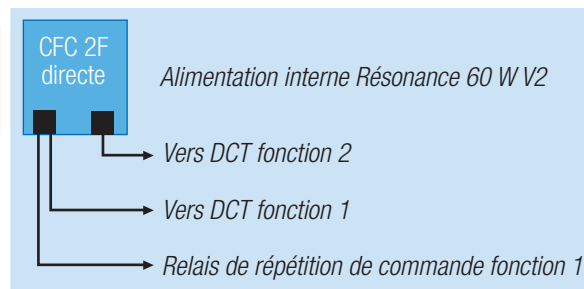 CFC 2F
directe
Alimentation interne Résonance 60 W V2
Vers DCT fonction 2
Vers DCT fonction 1
Relais de répétition de commande fonction 1